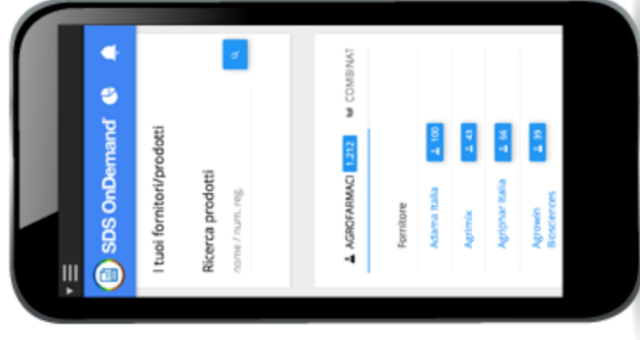 SDS OnDemand
I tuoi fornitori/prodotti
Ricerca prodotti
nome / num. reg.
AGROFARMACI 1.212 COMBINAT
Fornitore
Adama Italia 100
Agrimix 43
Agriphar Italia 66
Agrowin 39
Biosciences